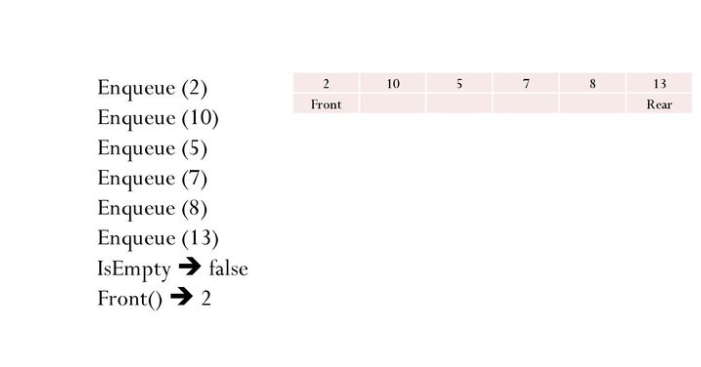 Enqueue (2)
Enqueue (10)
Enqueue (5)
Enqueue (7)
Enqueue (8)
Enqueue (13)
IsEmpty ➔ false
Front() ➔ 2
2 10 5 7 8 13
Front Rear